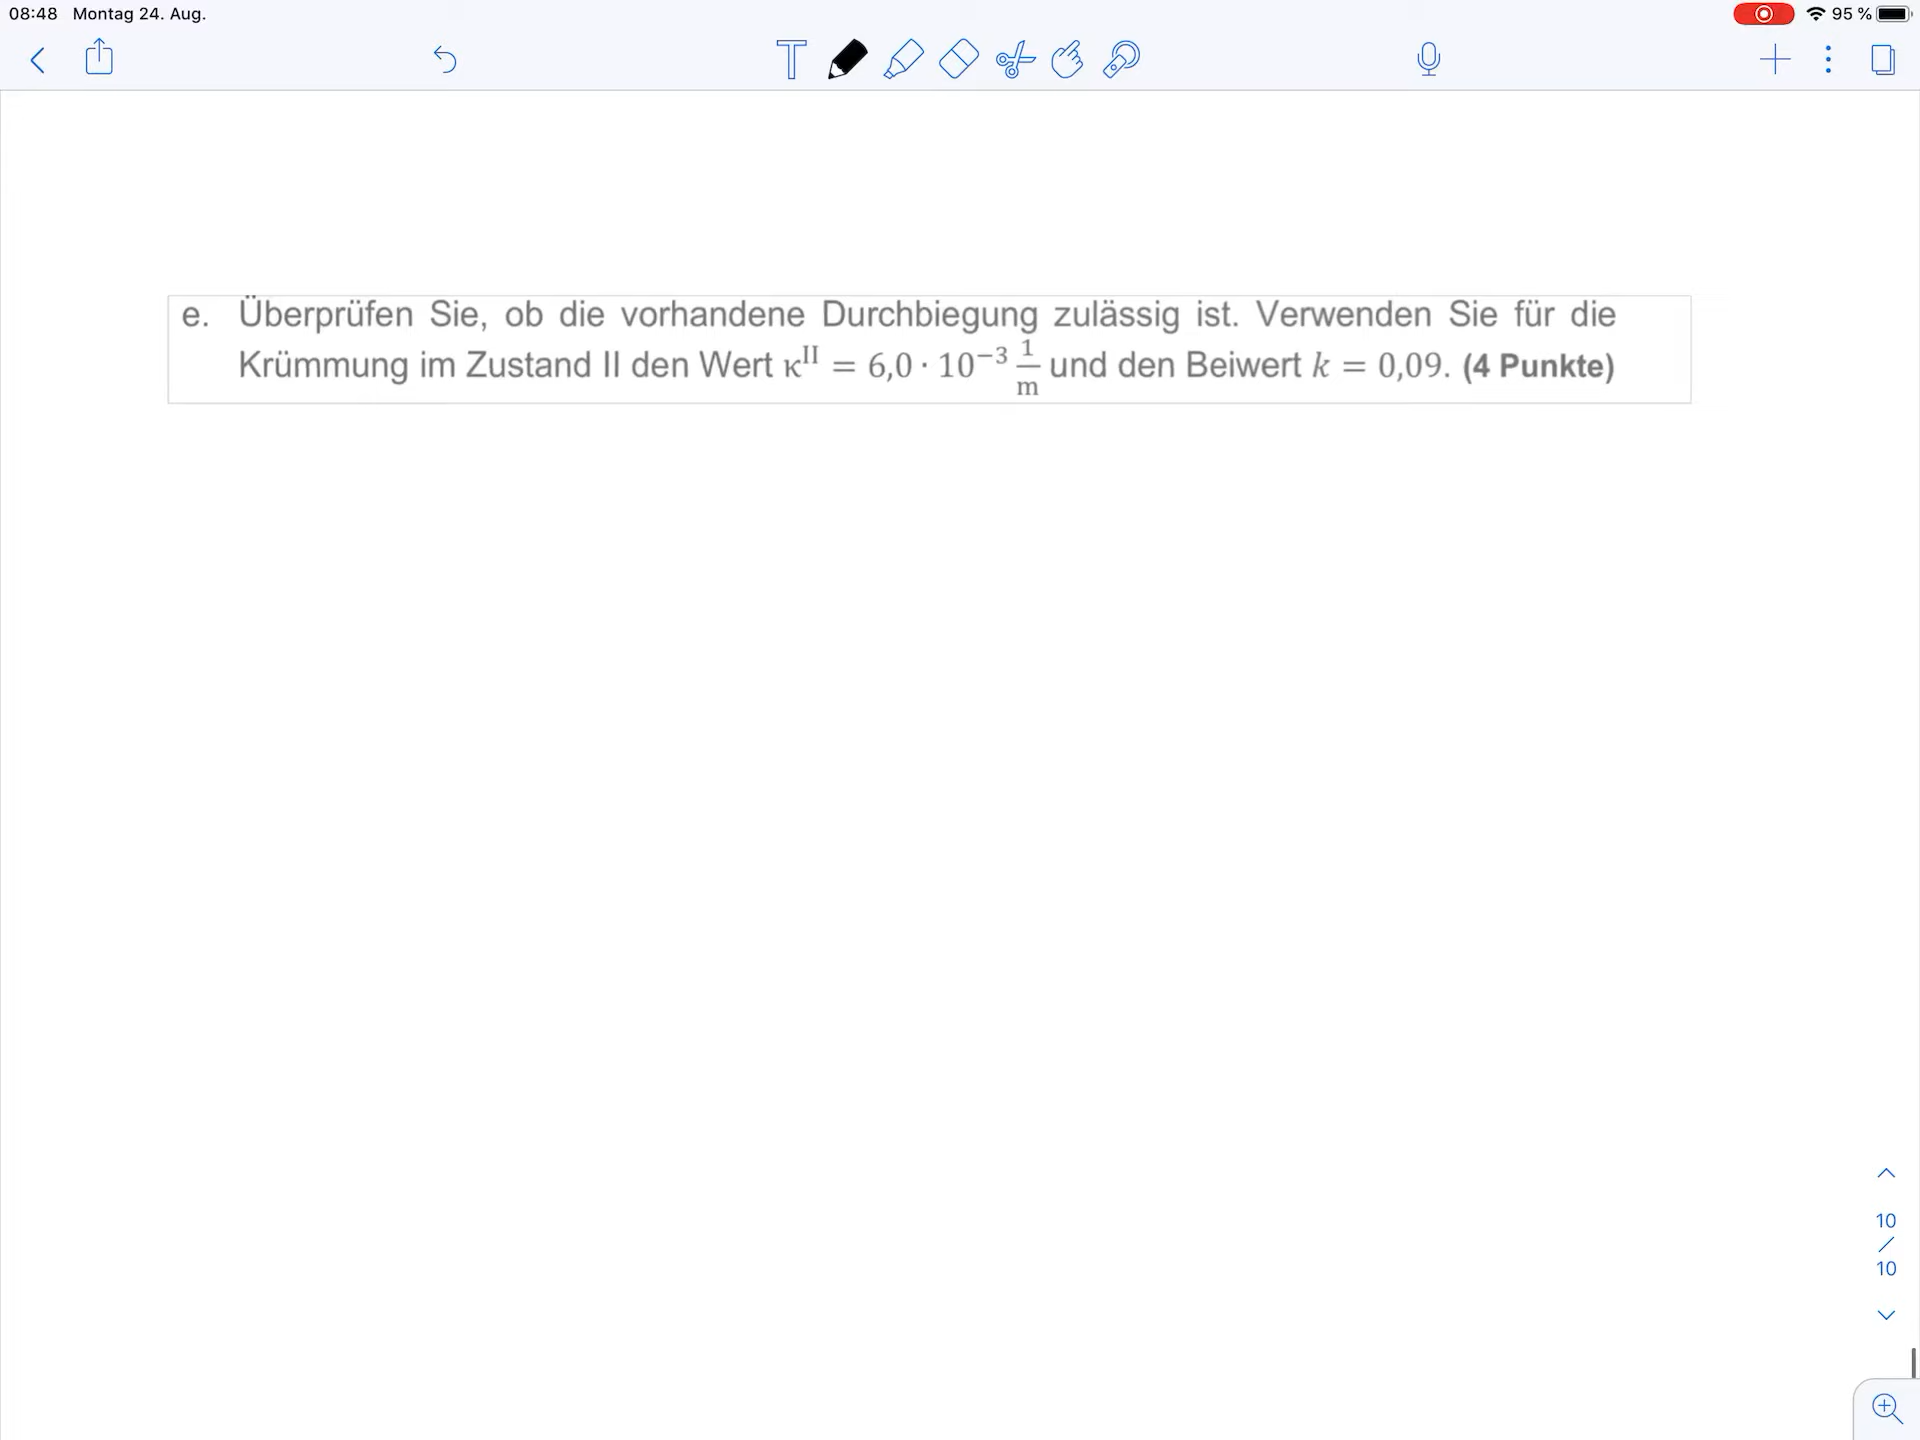 08:48 Montag 24. Aug.
95 %
e. Überprüfen Sie, ob die vorhandene Durchbiegung zulässig ist. Verwenden Sie für die
Krümmung im Zustand II den Wert κᴵᴵ = 6,0 · 10⁻³ 1/m und den Beiwert k = 0,09. (4 Punkte)
10
/
10